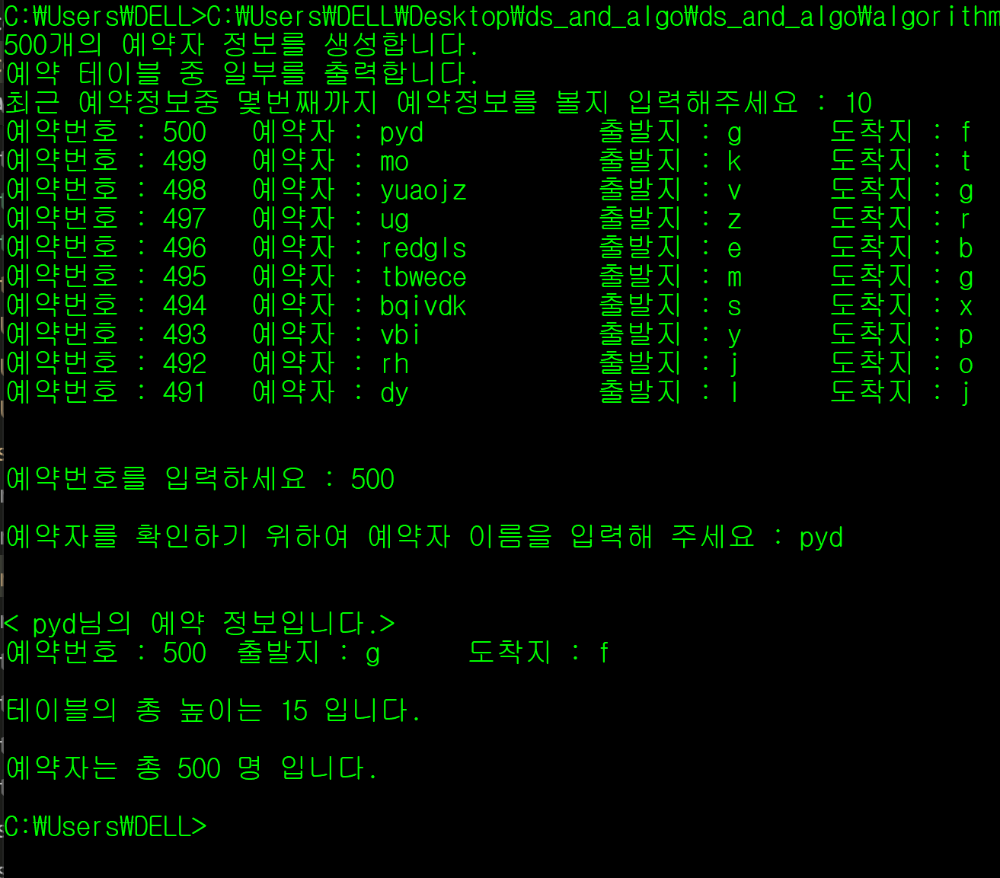 C:\Users\DELL>C:\Users\DELL\Desktop\ds_and_algo\ds_and_algo\algorithm
500개의 예약자 정보를 생성합니다.
예약 테이블 중 일부를 출력합니다.
최근 예약정보중 몇번째까지 예약정보를 볼지 입력해주세요 : 10
예약번호 : 500 예약자 : pyd 출발지 : g 도착지 : f
예약번호 : 499 예약자 : mo 출발지 : k 도착지 : t
예약번호 : 498 예약자 : yuaojz 출발지 : v 도착지 : g
예약번호 : 497 예약자 : ug 출발지 : z 도착지 : r
예약번호 : 496 예약자 : redgls 출발지 : e 도착지 : b
예약번호 : 495 예약자 : tbwece 출발지 : m 도착지 : g
예약번호 : 494 예약자 : bqivdk 출발지 : s 도착지 : x
예약번호 : 493 예약자 : vbi 출발지 : y 도착지 : p
예약번호 : 492 예약자 : rh 출발지 : j 도착지 : o
예약번호 : 491 예약자 : dy 출발지 : l 도착지 : j
예약번호를 입력하세요 : 500
예약자를 확인하기 위하여 예약자 이름을 입력해 주세요 : pyd
< pyd님의 예약 정보입니다.>
예약번호 : 500 출발지 : g 도착지 : f
테이블의 총 높이는 15 입니다.
예약자는 총 500 명 입니다.
C:\Users\DELL>